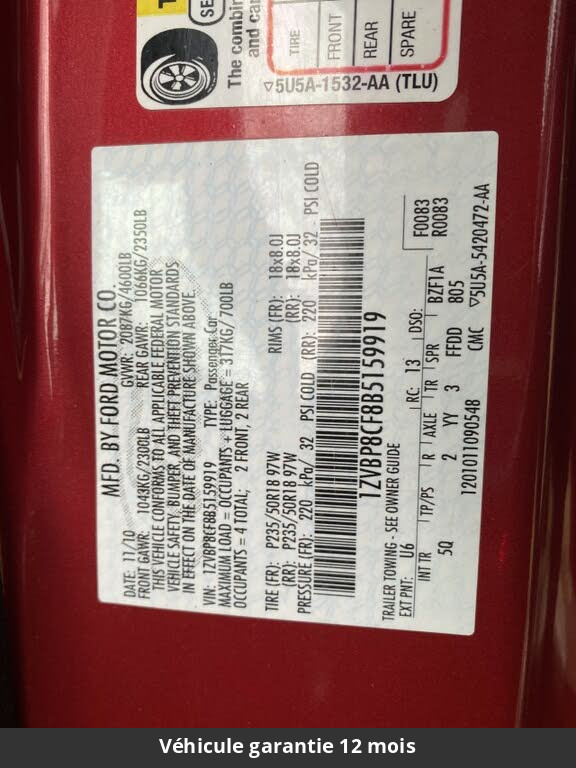 SE
The combin
and car
TIRE
FRONT
REAR
SPARE
5U5A-1532-AA (TLU)
MFD. BY FORD MOTOR CO.
DATE: 11/10 GVWR: 2087KG/4600LB
FRONT GAWR: 1043KG/2300LB REAR GAWR: 1066KG/2350LB
THIS VEHICLE CONFORMS TO ALL APPLICABLE FEDERAL MOTOR
VEHICLE SAFETY, BUMPER, AND THEFT PREVENTION STANDARDS
IN EFFECT ON THE DATE OF MANUFACTURE SHOWN ABOVE.
VIN: 1ZVBP8CF8B5159919 TYPE: Passenger Car
MAXIMUM LOAD = OCCUPANTS + LUGGAGE = 317KG/ 700LB
OCCUPANTS = 4 TOTAL; 2 FRONT, 2 REAR
TIRE (FR): P235/50R18 97W RIMS (FR): 18x8.0J
(RR): P235/50R18 97W (RR): 18x8.0J
PRESSURE (FR): 220 kPa/ 32 PSI COLD (RR): 220 kPa/ 32 PSI COLD
1ZVBP8CF8B5159919
TRAILER TOWING - SEE OWNER GUIDE
EXT PNT: U6 RC: 13 DSO: F0083
R0083
INT TR TP/PS R AXLE TR SPR BZF1A
5Q 2 YY 3 FFDD 805
1201011090548 CMC 5U5A-5420472-AA
Véhicule garantie 12 mois